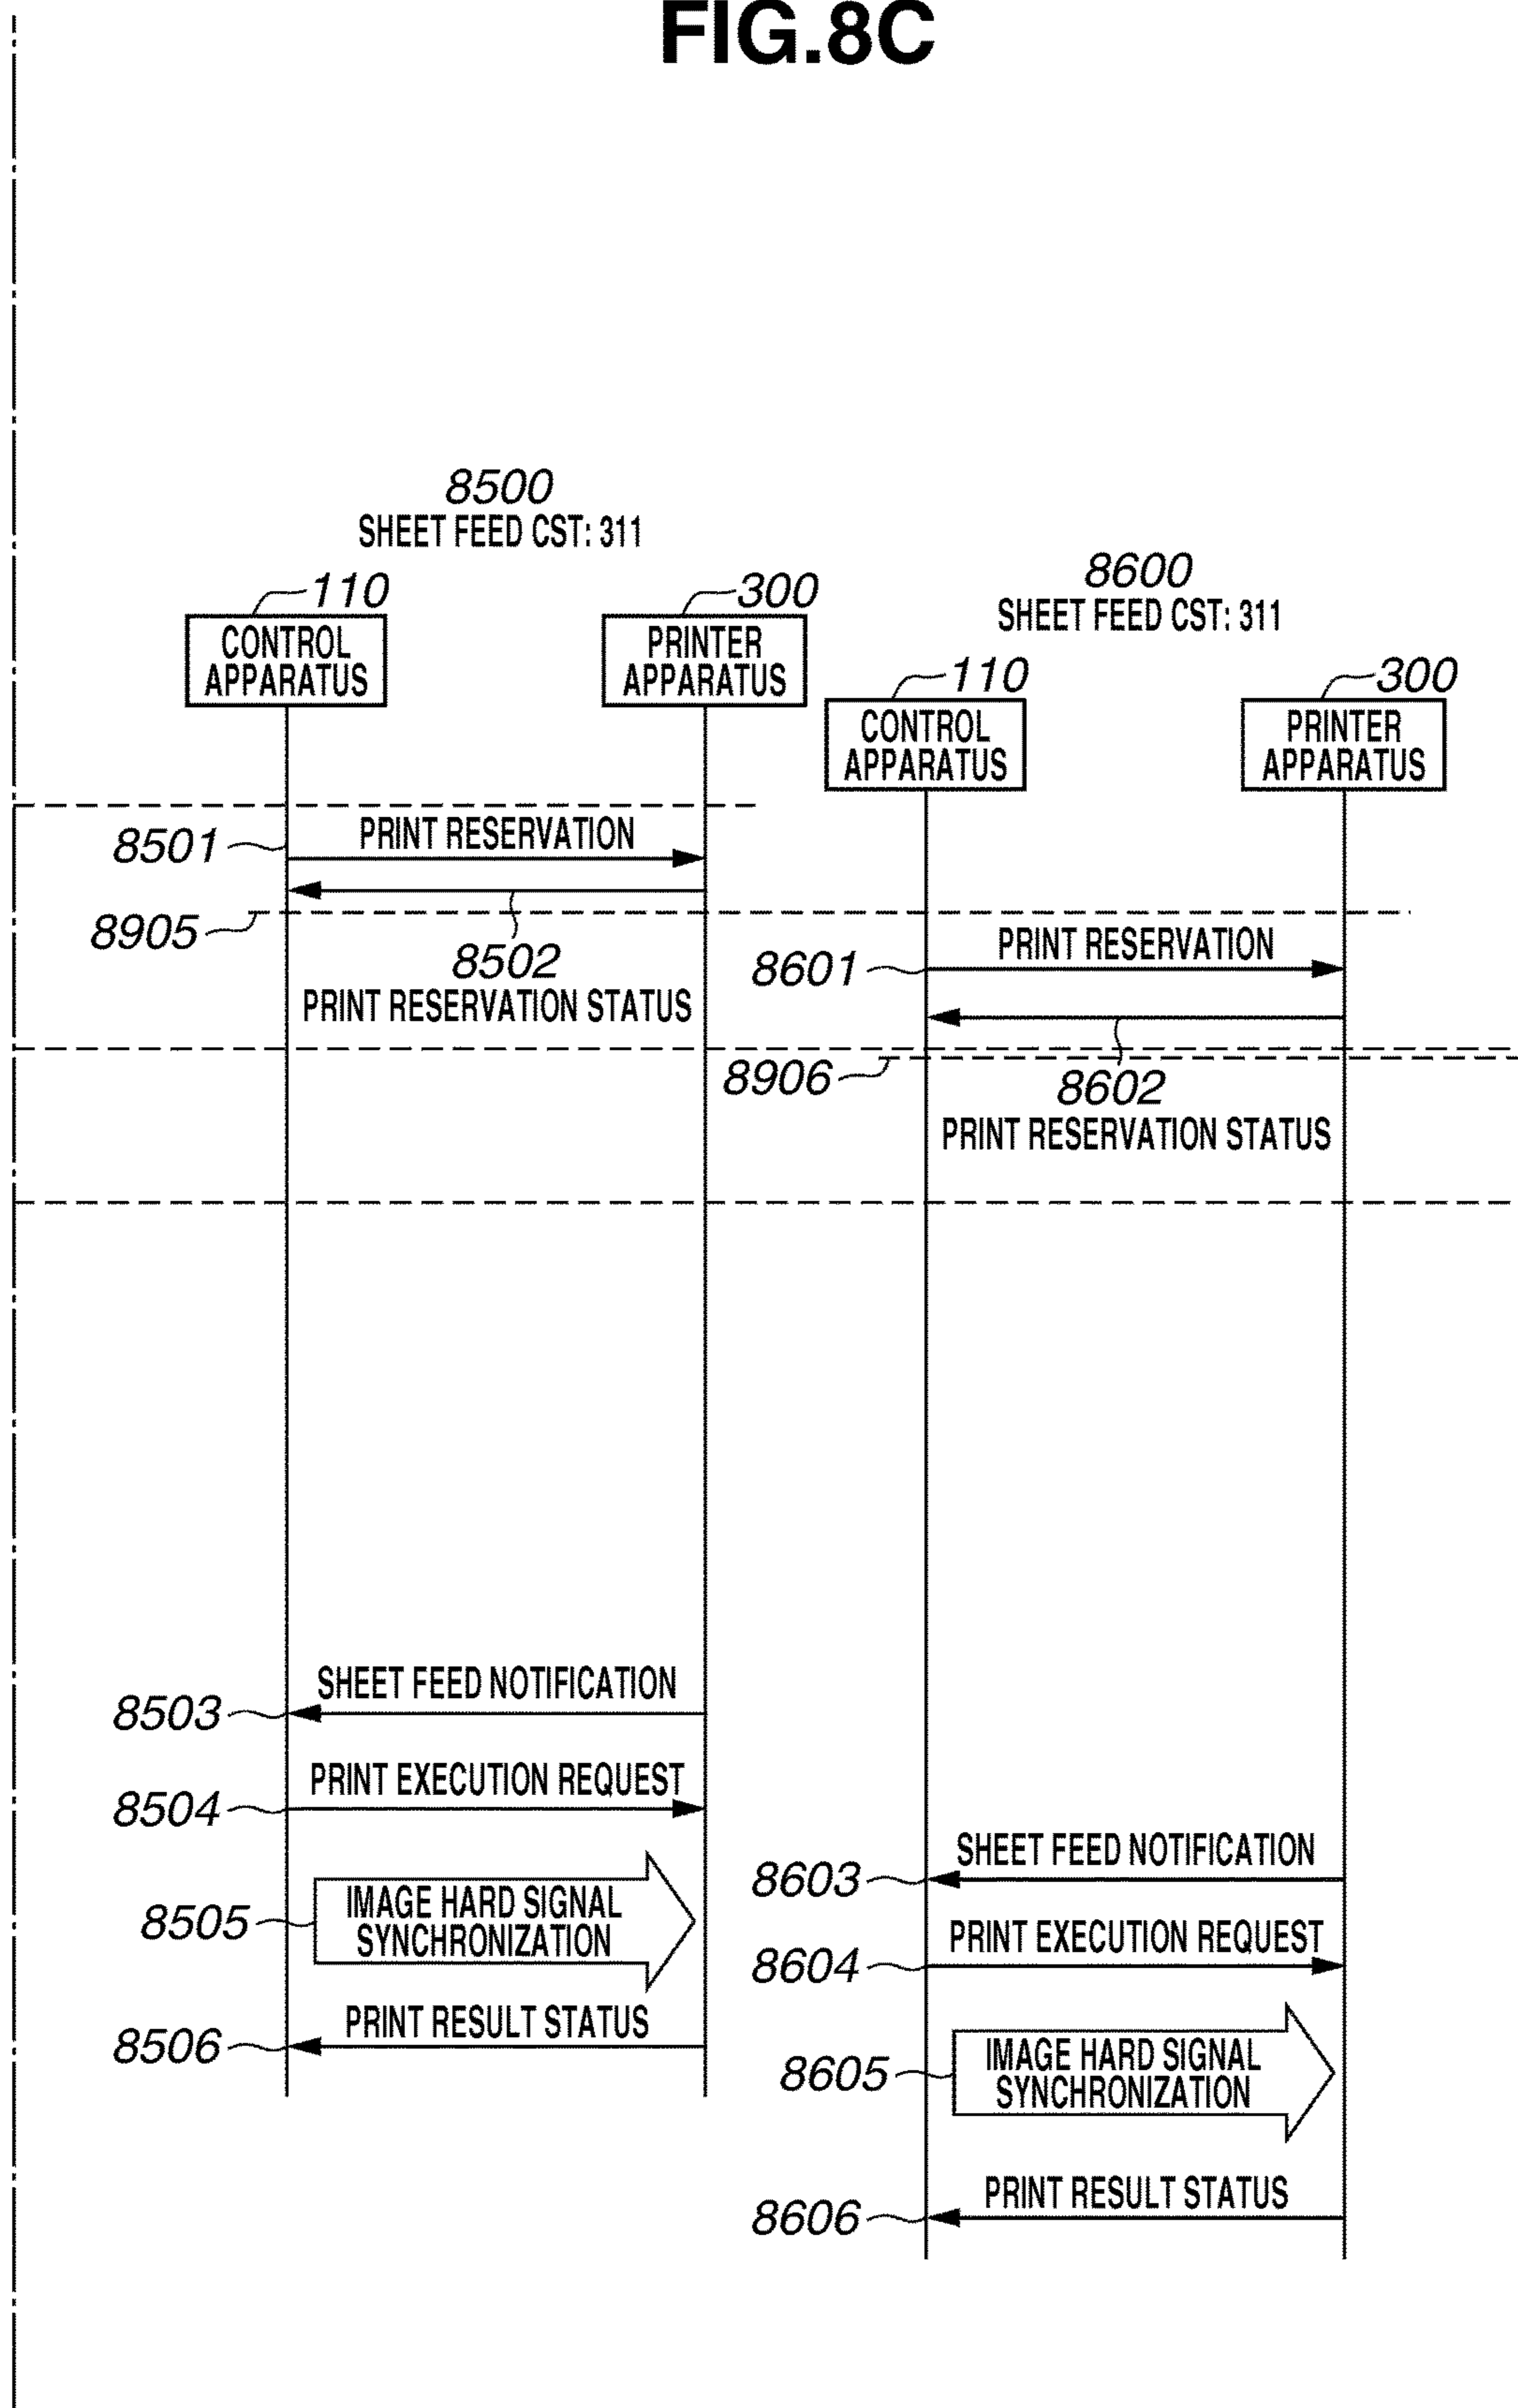 FIG.8C
8500
SHEET FEED CST: 311
110
300
CONTROL
APPARATUS
PRINTER
APPARATUS
8501
PRINT RESERVATION
8905
8502
PRINT RESERVATION STATUS
8503
SHEET FEED NOTIFICATION
8504
PRINT EXECUTION REQUEST
8505
IMAGE HARD SIGNAL
SYNCHRONIZATION
8506
PRINT RESULT STATUS
8600
SHEET FEED CST: 311
110
300
CONTROL
APPARATUS
PRINTER
APPARATUS
8601
PRINT RESERVATION
8906
8602
PRINT RESERVATION STATUS
8603
SHEET FEED NOTIFICATION
8604
PRINT EXECUTION REQUEST
8605
IMAGE HARD SIGNAL
SYNCHRONIZATION
8606
PRINT RESULT STATUS